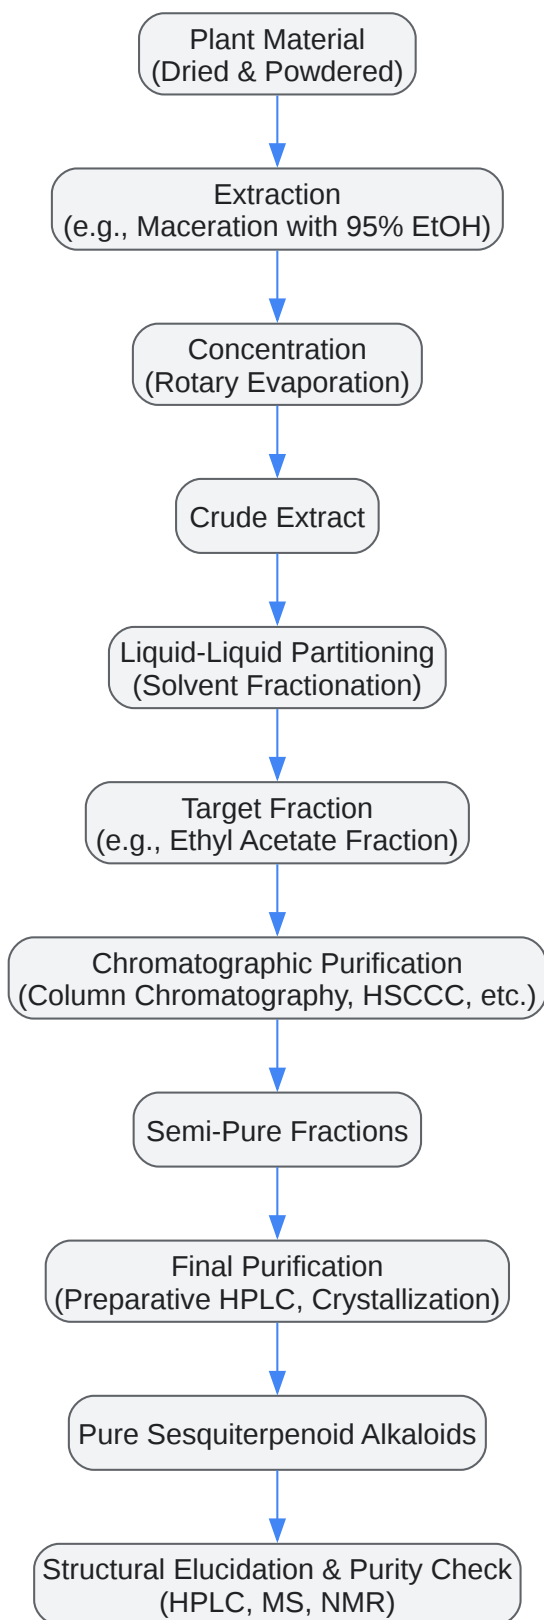 Plant Material
(Dried & Powdered)
Extraction
(e.g., Maceration with 95% EtOH)
Concentration
(Rotary Evaporation)
Crude Extract
Liquid-Liquid Partitioning
(Solvent Fractionation)
Target Fraction
(e.g., Ethyl Acetate Fraction)
Chromatographic Purification
(Column Chromatography, HSCCC, etc.)
Semi-Pure Fractions
Final Purification
(Preparative HPLC, Crystallization)
Pure Sesquiterpenoid Alkaloids
Structural Elucidation & Purity Check
(HPLC, MS, NMR)